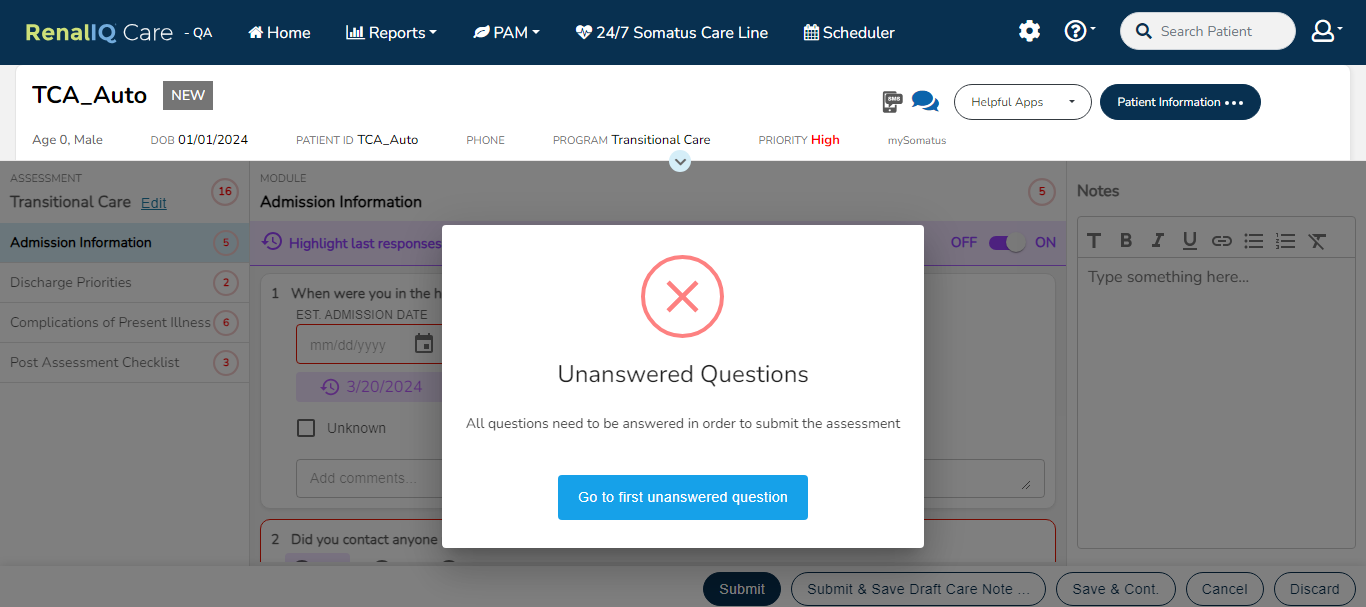 RenalIQ Care - QA Home Reports PAM 24/7 Somatus Care Line Scheduler Search Patient
TCA_Auto NEW SMS Helpful Apps Patient Information •••
Age 0, Male DOB 01/01/2024 PATIENT ID TCA_Auto PHONE PROGRAM Transitional Care PRIORITY High mySomatus
ASSESSMENT
Transitional Care Edit 16
Admission Information 5
Discharge Priorities 2
Complications of Present Illness 6
Post Assessment Checklist 3
MODULE
Admission Information 5
Highlight last responses OFF ON
1 When were you in the h
EST. ADMISSION DATE
mm/dd/yyyy
3/20/2024
Unknown
Add comments...
2 Did you contact anyone
Unanswered Questions
All questions need to be answered in order to submit the assessment
Go to first unanswered question
Notes
T B I U
Type something here...
Submit Submit & Save Draft Care Note ... Save & Cont. Cancel Discard